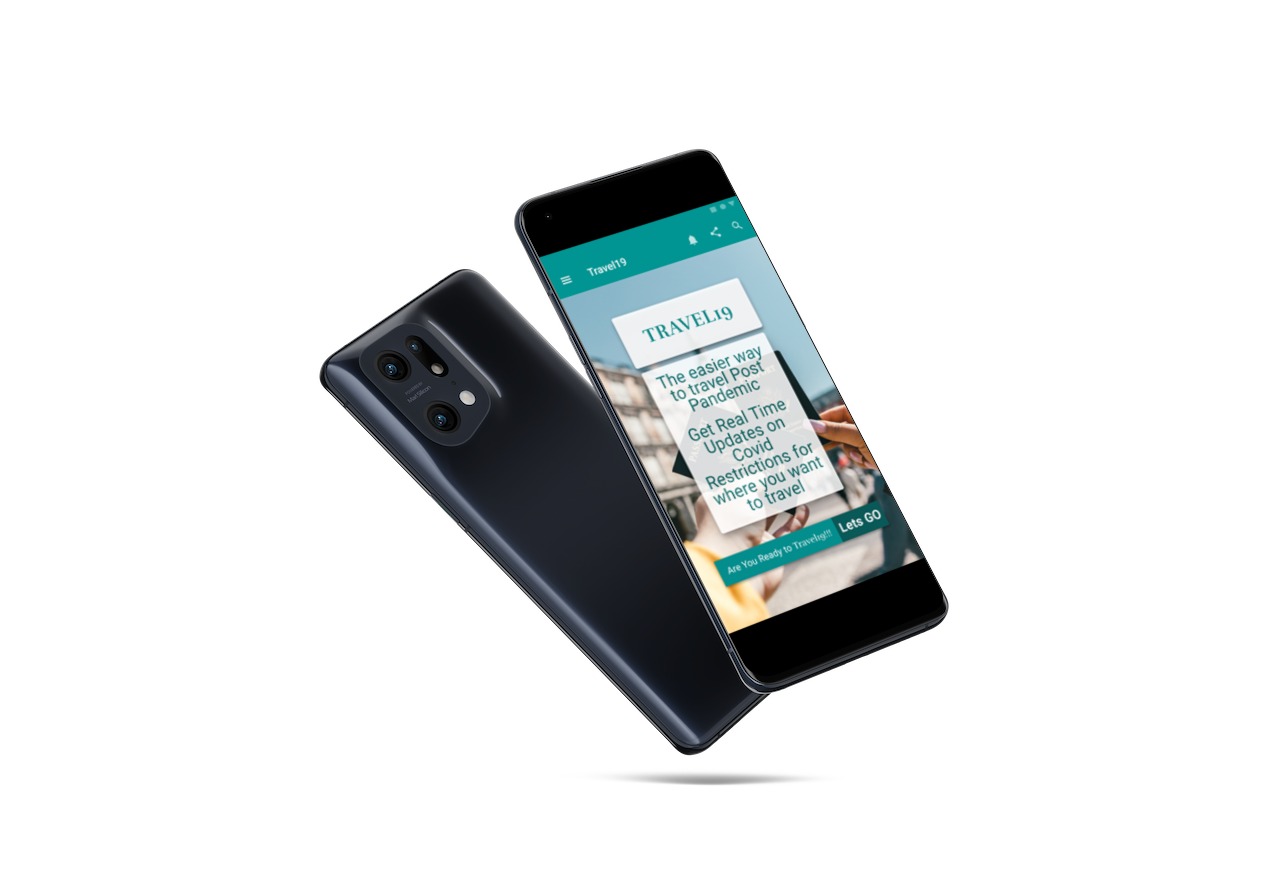 Travel19
TRAVEL19
The easier way
to travel Post
Pandemic
Get Real Time
Updates on
Covid
Restrictions for
where you want
to travel
Are You Ready to Travel19!!!
Lets GO